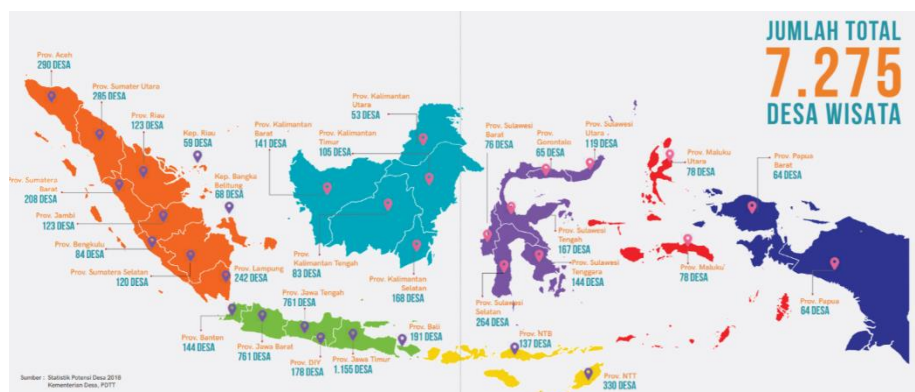 JUMLAH TOTAL
7.275
DESA WISATA
Prov. Aceh
290 DESA
Prov. Sumater Utara
285 DESA
Prov. Riau
123 DESA
Kep. Riau
59 DESA
Prov. Sumatera
Barat
208 DESA
Kep. Bangka
Belitung
68 DESA
Prov. Jambi
123 DESA
Prov. Bengkulu
84 DESA
Prov. Sumatera Selatan
120 DESA
Prov. Lampung
242 DESA
Prov. Banten
144 DESA
Prov. Jawa Barat
761 DESA
Prov. Jawa Tengah
761 DESA
Prov. DIY
178 DESA
Prov. Jawa Timur
1.155 DESA
Prov. Bali
191 DESA
Prov. Kalimantan
Barat
141 DESA
Prov. Kalimantan
Timur
105 DESA
Prov. Kalimantan
Utara
53 DESA
Prov.
Kalimantan Tengah
83 DESA
Prov. Kalimantan
Selatan
168 DESA
Prov. Sulawesi
Barat
76 DESA
Prov.
Gorontalo
65 DESA
Prov. Sulawesi
Utara
119 DESA
Prov. Sulawesi
Tengah
167 DESA
Prov. Sulawesi
Tenggara
144 DESA
Prov. Sulawesi
Selatan
264 DESA
Prov. NTB
137 DESA
Prov. NTT
330 DESA
Prov. Maluku
Utara
78 DESA
Prov. Maluku
78 DESA
Prov. Papua
Barat
64 DESA
Prov. Papua
64 DESA
Sumber : Statistik Potensi Desa 2018
Kementerian Desa, PDTT